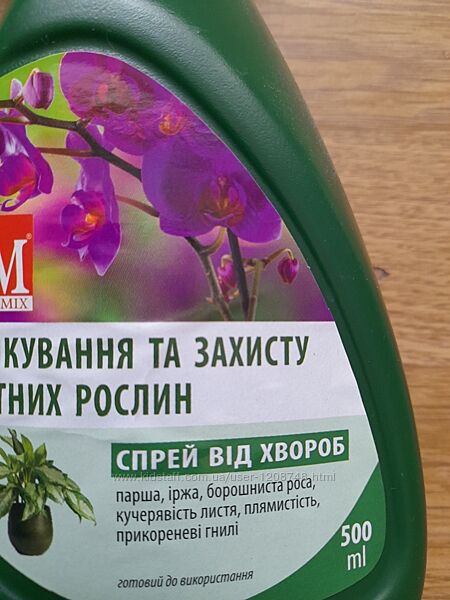 М®
MIX
КУВАННЯ ТА ЗАХИСТУ
ТНИХ РОСЛИН
СПРЕЙ ВІД ХВОРОБ
парша, іржа, борошниста роса,
кучерявість листя, плямистість,
прикореневі гнилі
500
ml
готовий до використання